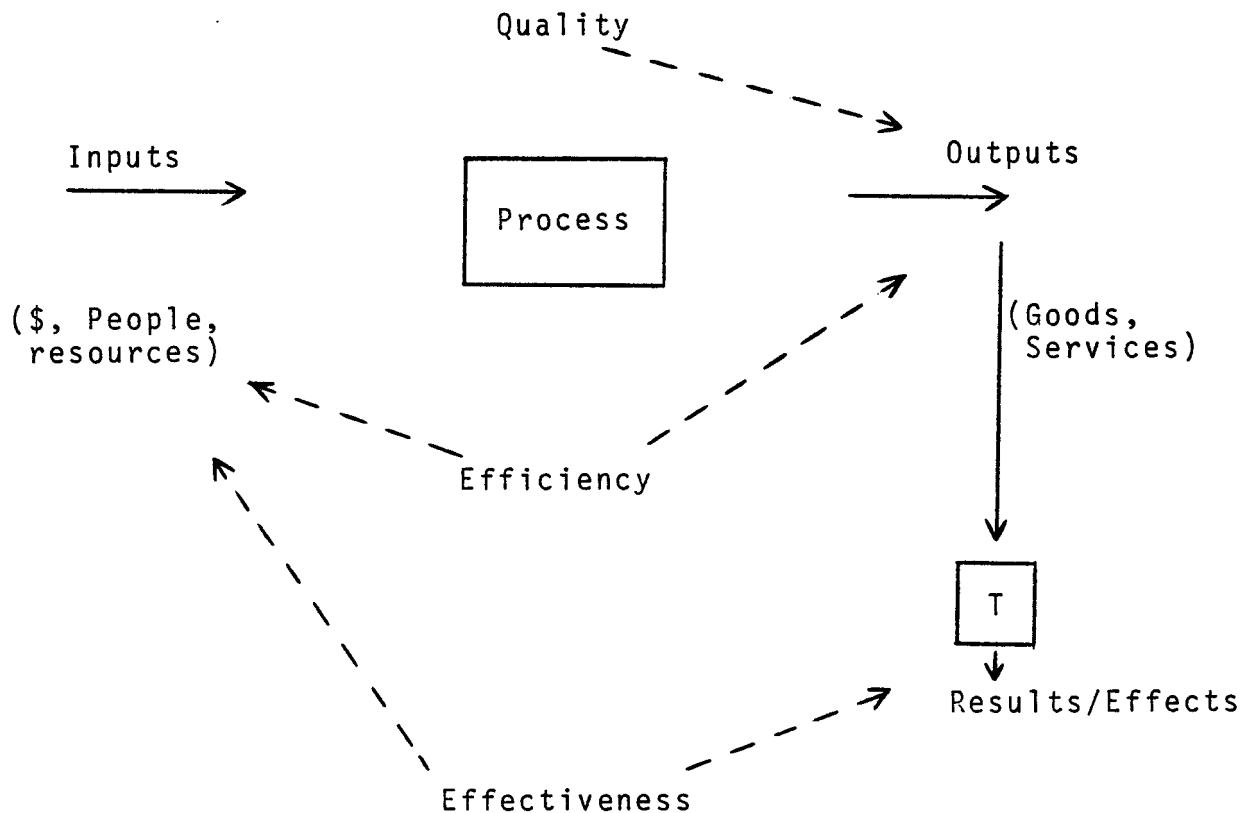 Quality
Inputs
Outputs
Process
($, People,
resources)
(Goods,
Services)
Efficiency
T
Results/Effects
Effectiveness